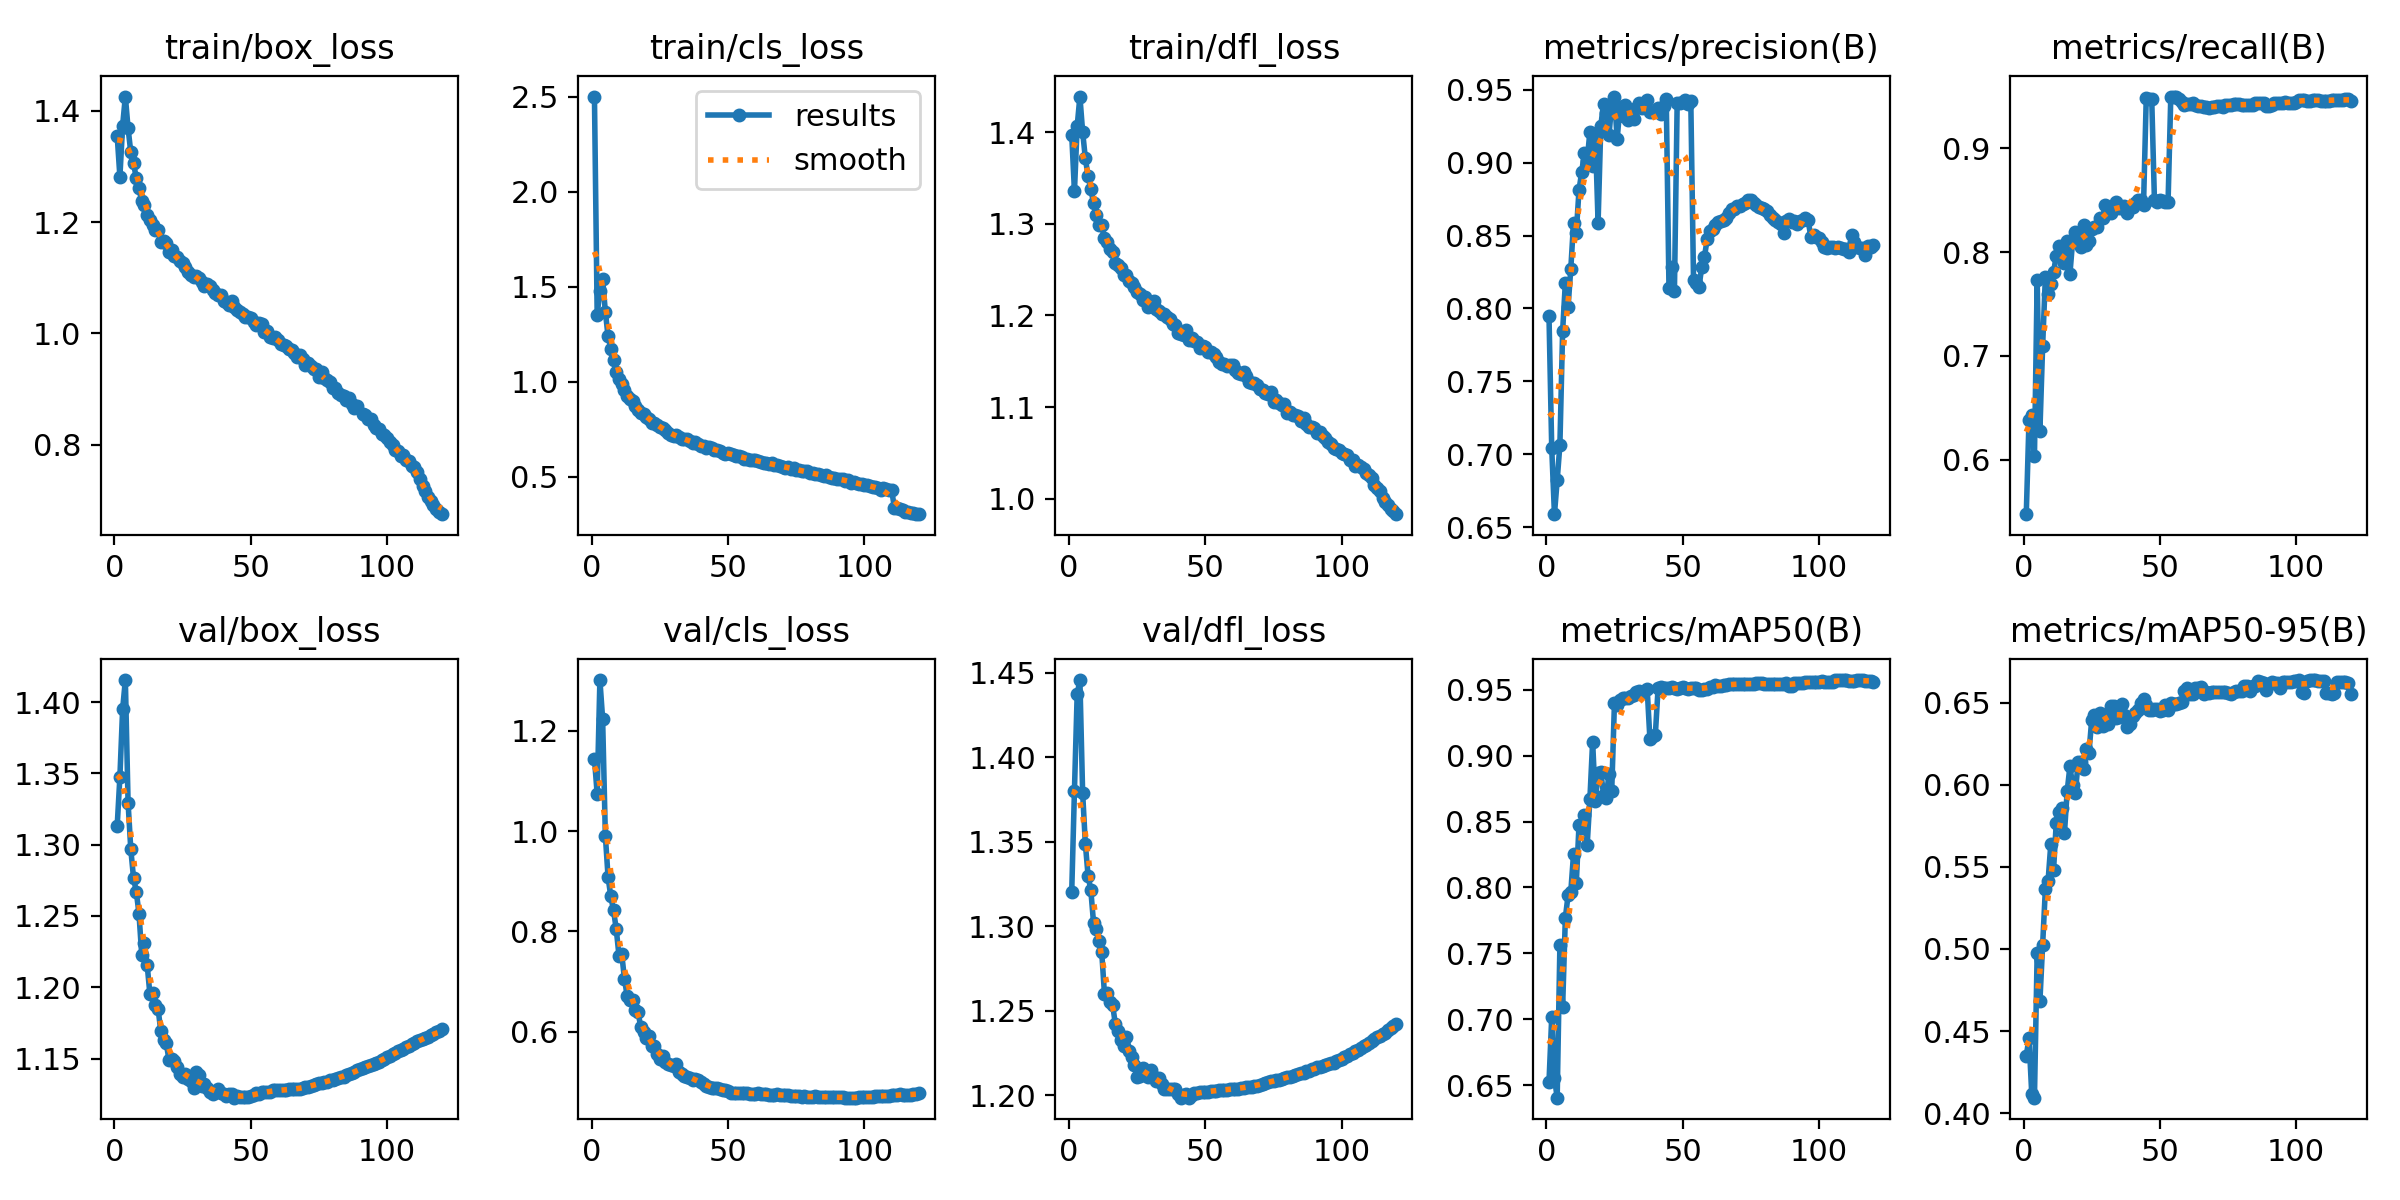 train/box_loss
1.4
1.2
1.0
0.8
0 50 100
train/cls_loss
results
smooth
2.5
2.0
1.5
1.0
0.5
0 50 100
train/dfl_loss
1.4
1.3
1.2
1.1
1.0
0 50 100
metrics/precision(B)
0.95
0.90
0.85
0.80
0.75
0.70
0.65
0 50 100
metrics/recall(B)
0.9
0.8
0.7
0.6
0 50 100
val/box_loss
1.40
1.35
1.30
1.25
1.20
1.15
0 50 100
val/cls_loss
1.2
1.0
0.8
0.6
0 50 100
val/dfl_loss
1.45
1.40
1.35
1.30
1.25
1.20
0 50 100
metrics/mAP50(B)
0.95
0.90
0.85
0.80
0.75
0.70
0.65
0 50 100
metrics/mAP50-95(B)
0.65
0.60
0.55
0.50
0.45
0.40
0 50 100